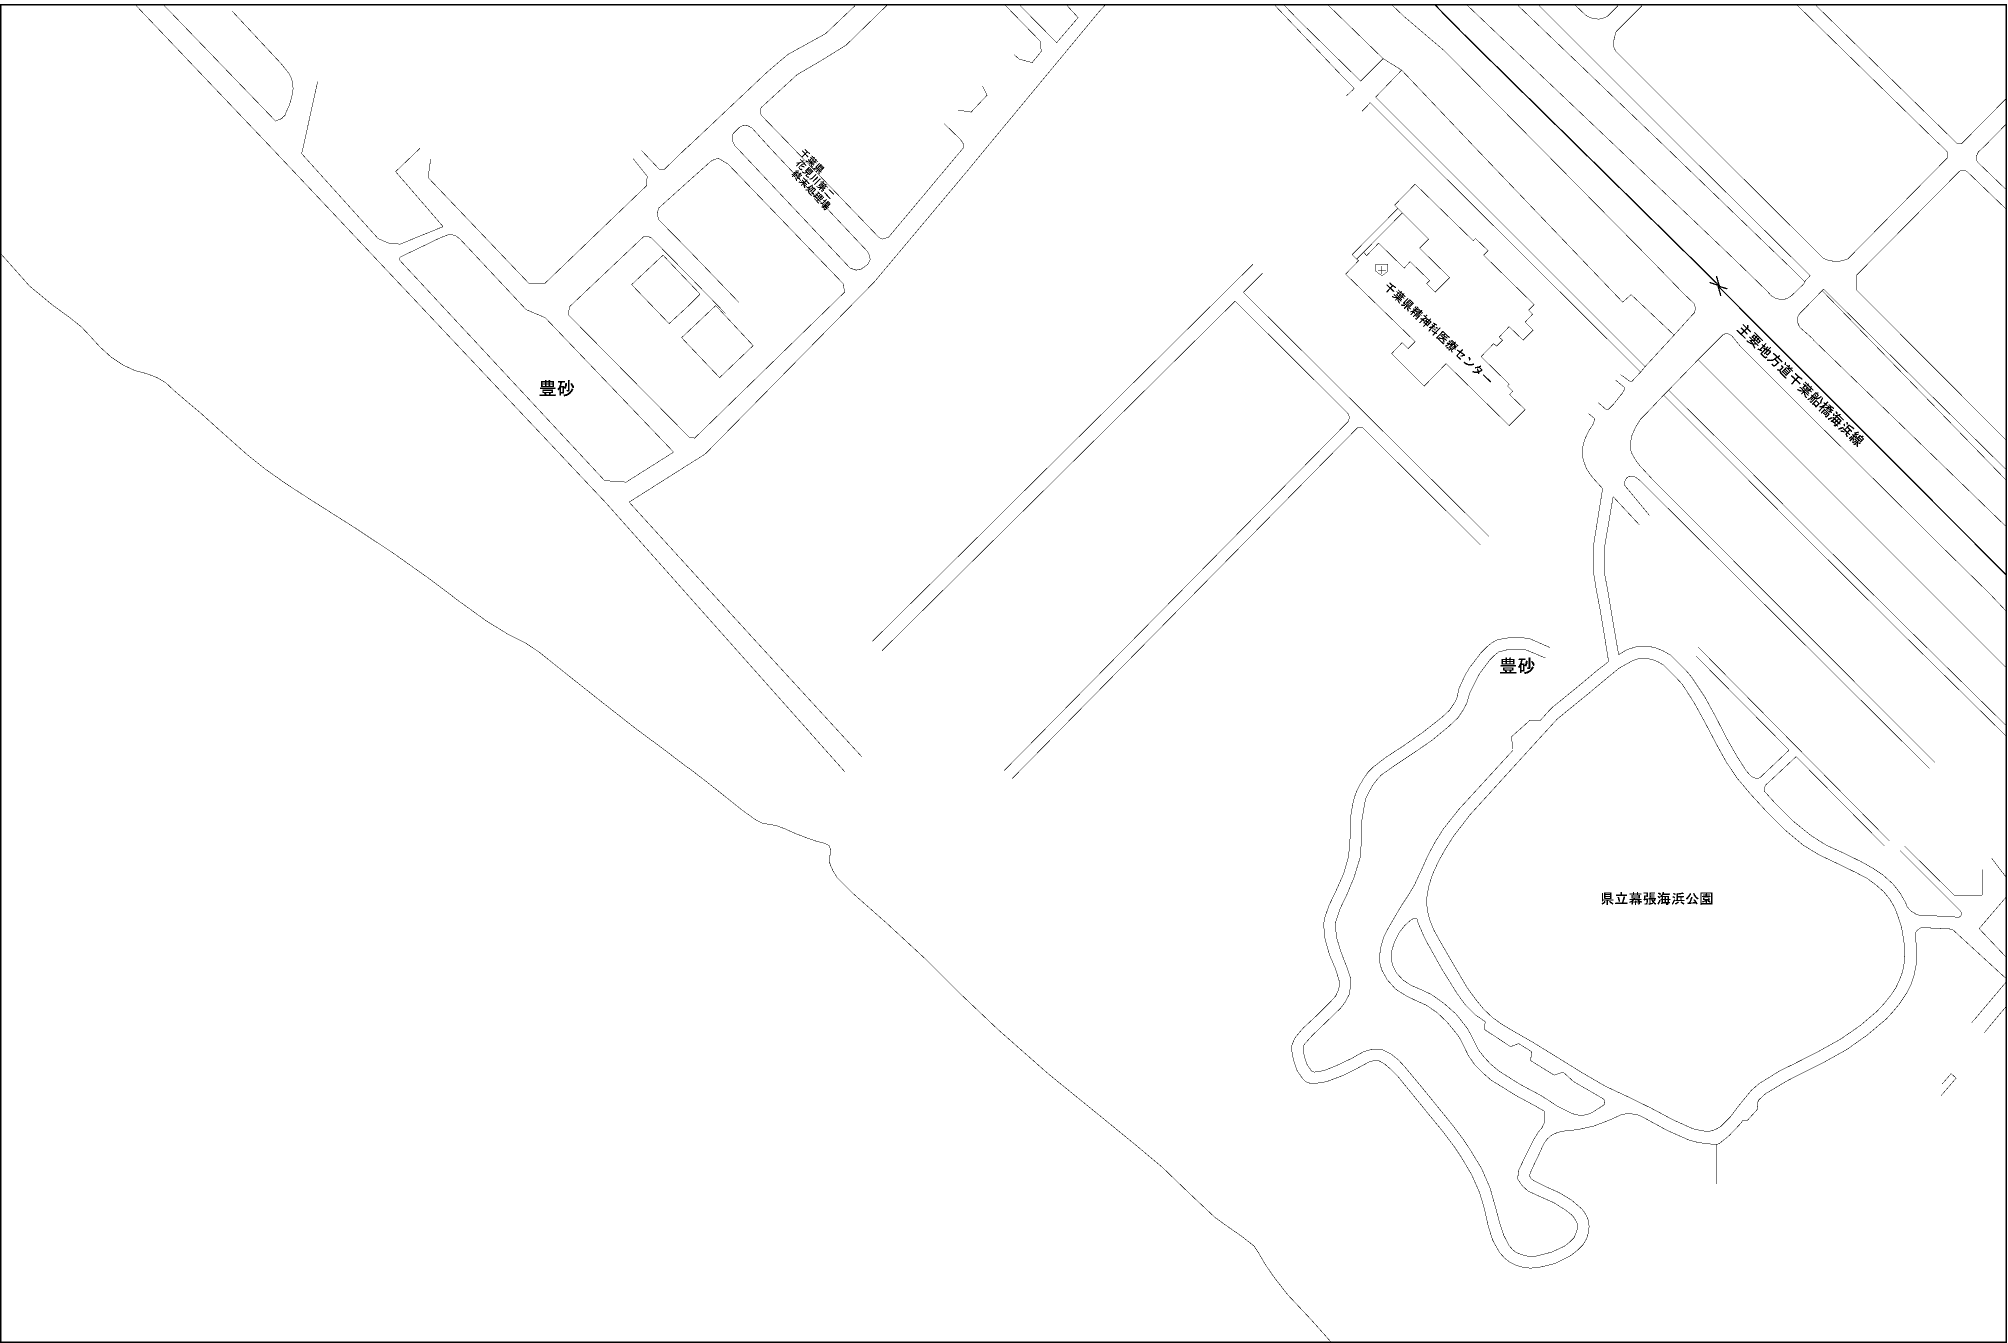 千葉県
花見川第二
終末処理場
千葉県精神科医療センター
主要地方道千葉船橋海浜線
豊砂
豊砂
県立幕張海浜公園